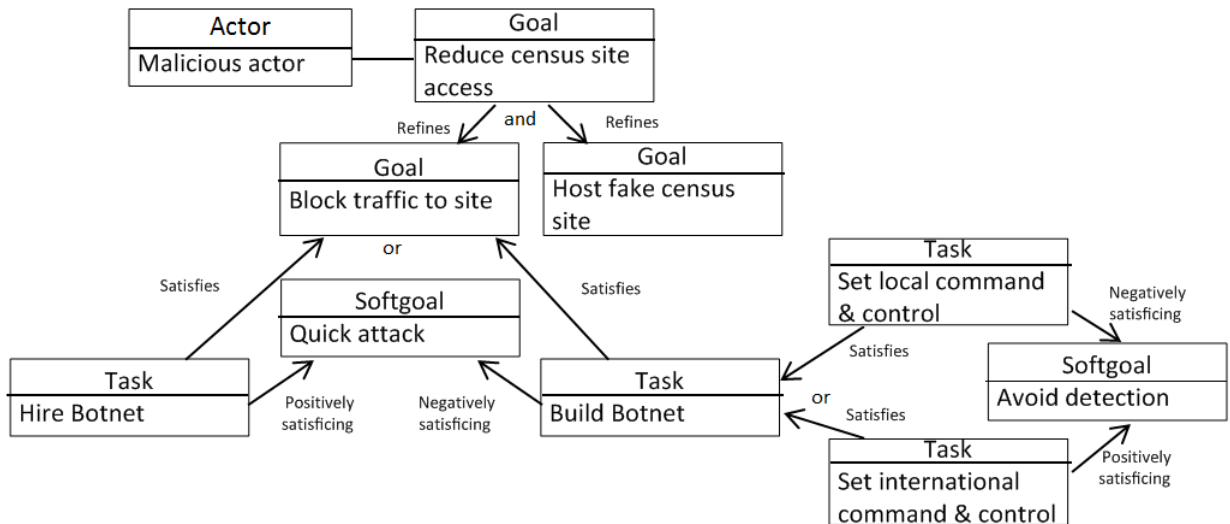 Actor
Malicious actor
Goal
Reduce census site
access
Refines
and
Refines
Goal
Block traffic to site
Goal
Host fake census
site
or
Satisfies
Satisfies
Softgoal
Quick attack
Task
Set local command
& control
Negatively
satisficing
Satisfies
Softgoal
Avoid detection
Task
Hire Botnet
Positively
satisficing
Negatively
satisficing
Task
Build Botnet
or
Satisfies
Task
Set international
command & control
Positively
satisficing